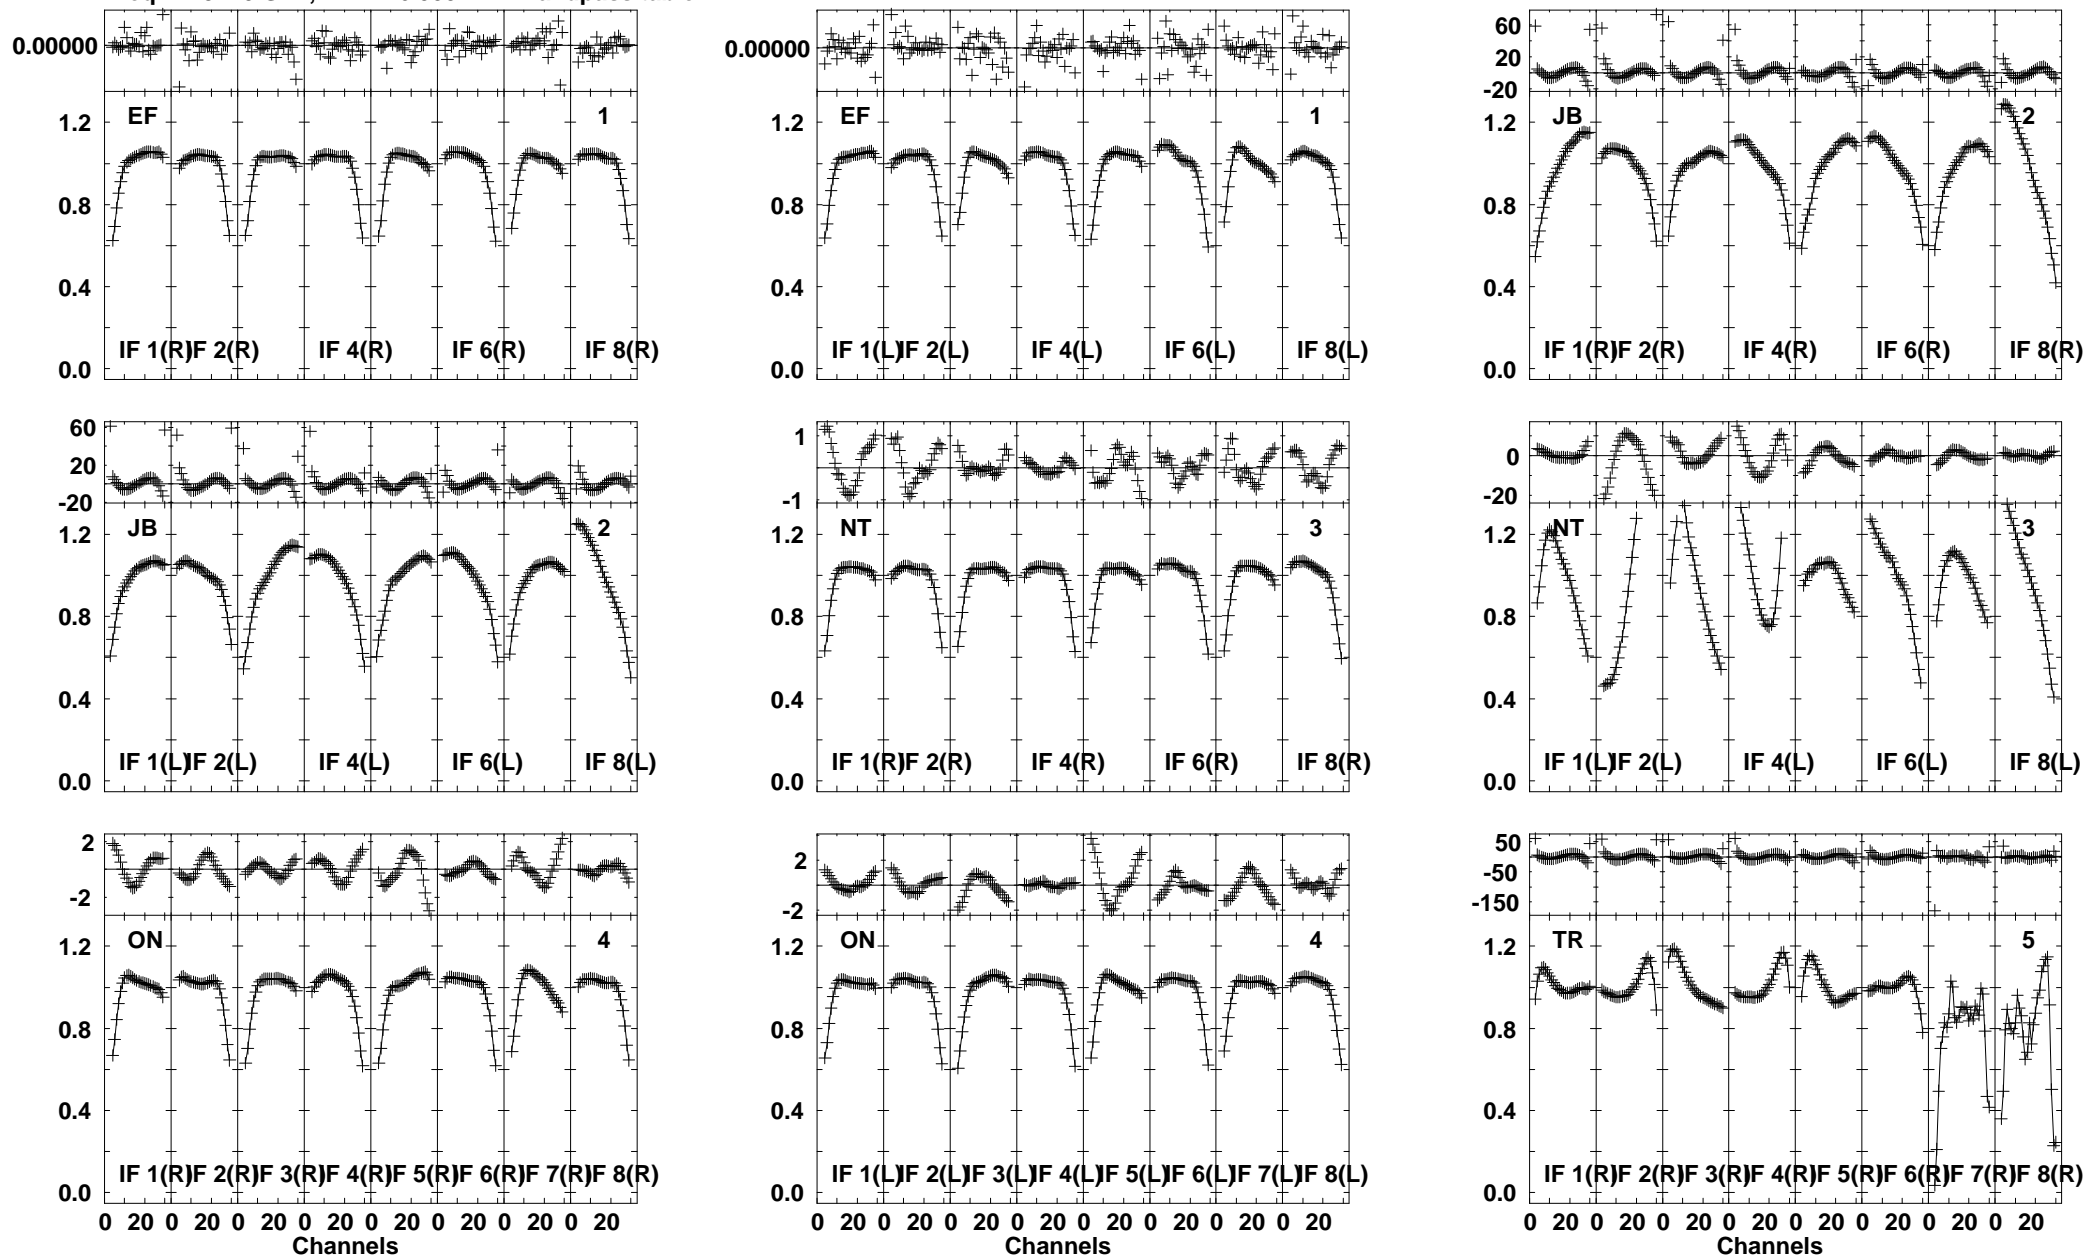 0.00000
EF 1
1.2
0.8
0.4
0.0
IF 1(R) IF 2(R) IF 4(R) IF 6(R) IF 8(R)
0.00000
EF 1
1.2
0.8
0.4
0.0
IF 1(L) IF 2(L) IF 4(L) IF 6(L) IF 8(L)
60
20
-20
JB 2
1.2
0.8
0.4
0.0
IF 1(R) IF 2(R) IF 4(R) IF 6(R) IF 8(R)
60
20
-20
JB 2
1.2
0.8
0.4
0.0
IF 1(L) IF 2(L) IF 4(L) IF 6(L) IF 8(L)
1
-1
NT 3
1.2
0.8
0.4
0.0
IF 1(R) IF 2(R) IF 4(R) IF 6(R) IF 8(R)
0
-20
NT 3
1.2
0.8
0.4
0.0
IF 1(L) IF 2(L) IF 4(L) IF 6(L) IF 8(L)
2
-2
ON 4
1.2
0.8
0.4
0.0
IF 1(R) IF 2(R) IF 3(R) IF 4(R) IF 5(R) IF 6(R) IF 7(R) IF 8(R)
0 20 0 20 0 20 0 20 0 20 0 20 0 20 0 20
Channels
2
-2
ON 4
1.2
0.8
0.4
0.0
IF 1(L) IF 2(L) IF 3(L) IF 4(L) IF 5(L) IF 6(L) IF 7(L) IF 8(L)
0 20 0 20 0 20 0 20 0 20 0 20 0 20 0 20
Channels
50
-50
-150
TR 5
1.2
0.8
0.4
0.0
IF 1(R) IF 2(R) IF 3(R) IF 4(R) IF 5(R) IF 6(R) IF 7(R) IF 8(R)
0 20 0 20 0 20 0 20 0 20 0 20 0 20 0 20
Channels